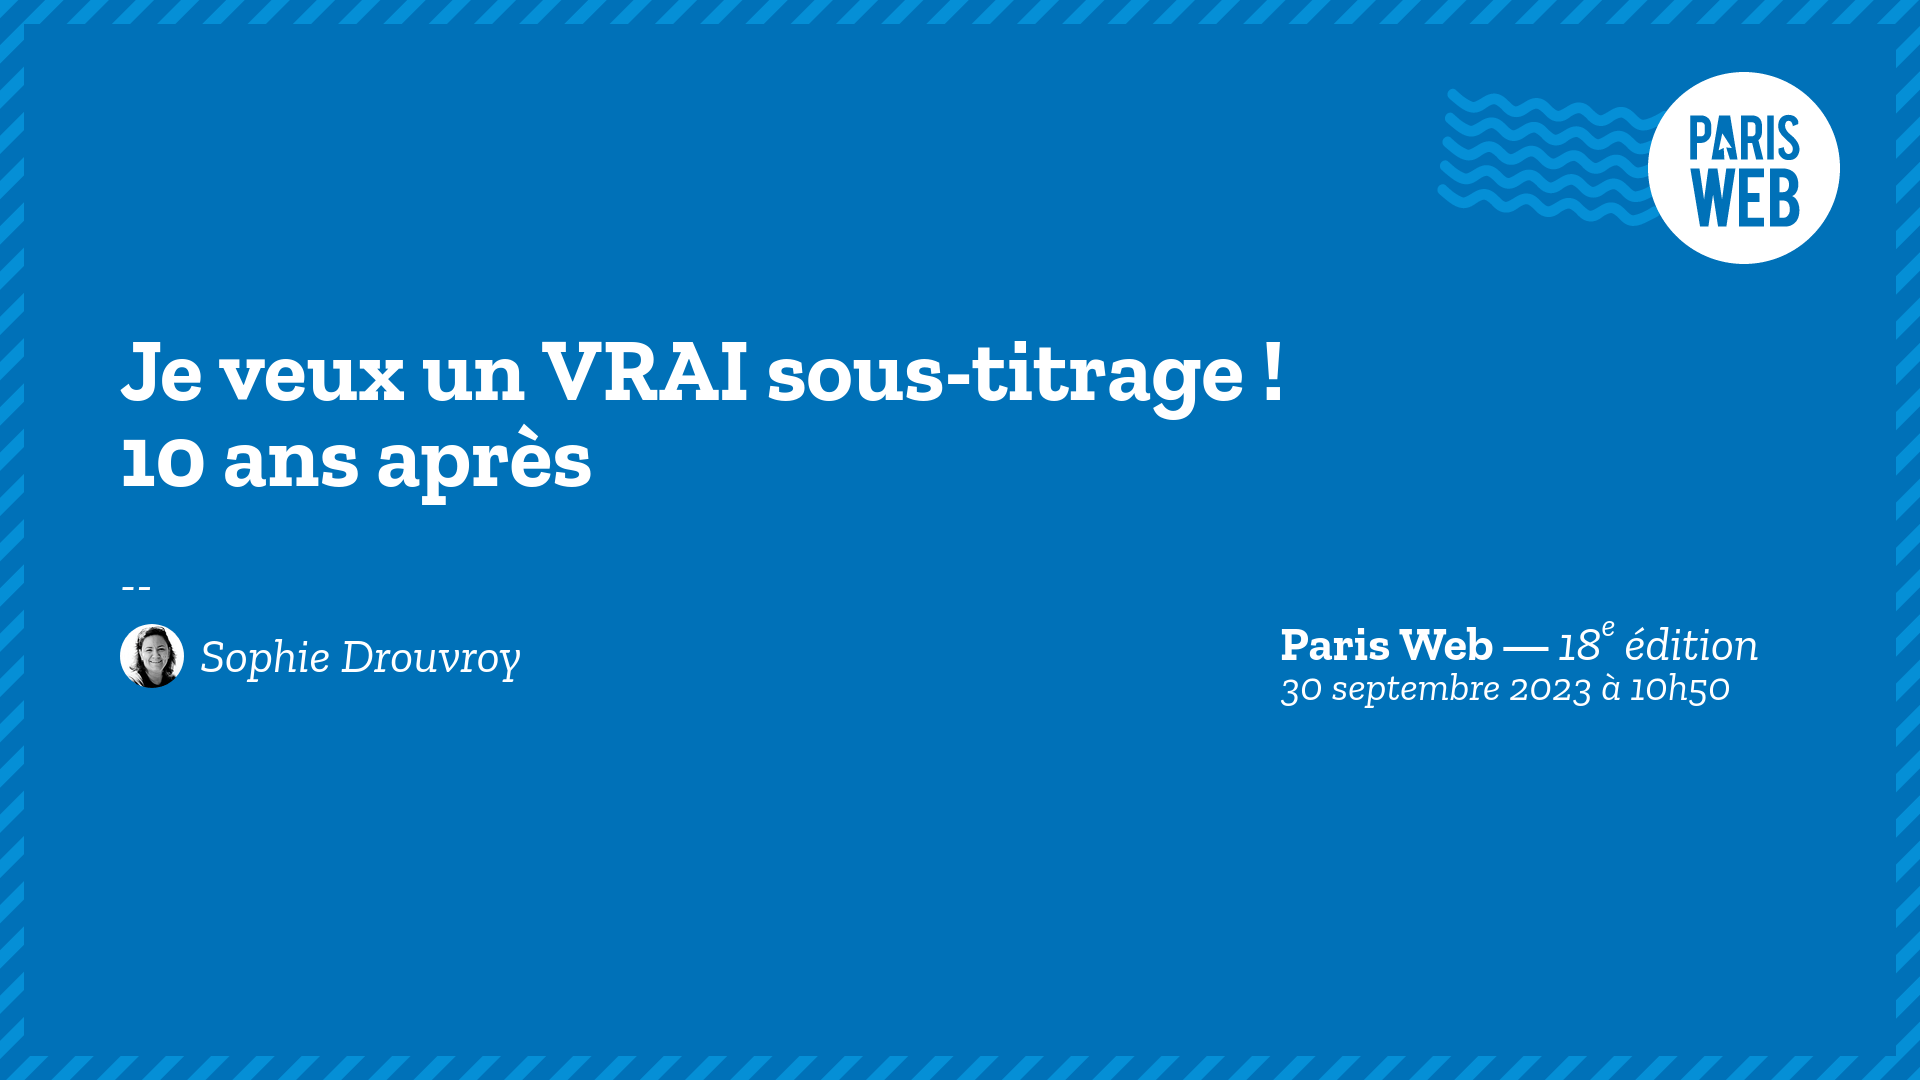 PARIS
WEB
Je veux un VRAI sous-titrage !
10 ans après
--
Sophie Drouvroy
Paris Web — 18e édition
30 septembre 2023 à 10h50